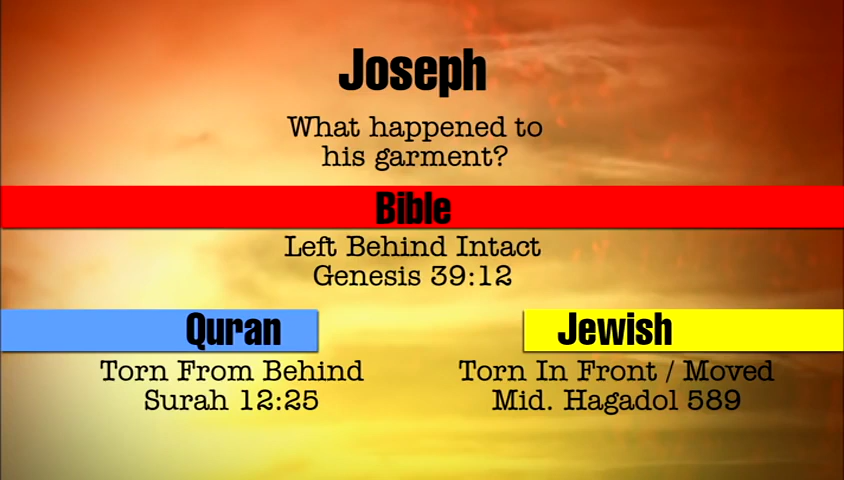 Joseph
What happened to
his garment?
Bible
Left Behind Intact
Genesis 39:12
Quran
Torn From Behind
Surah 12:25
Jewish
Torn In Front / Moved
Mid. Hagadol 589